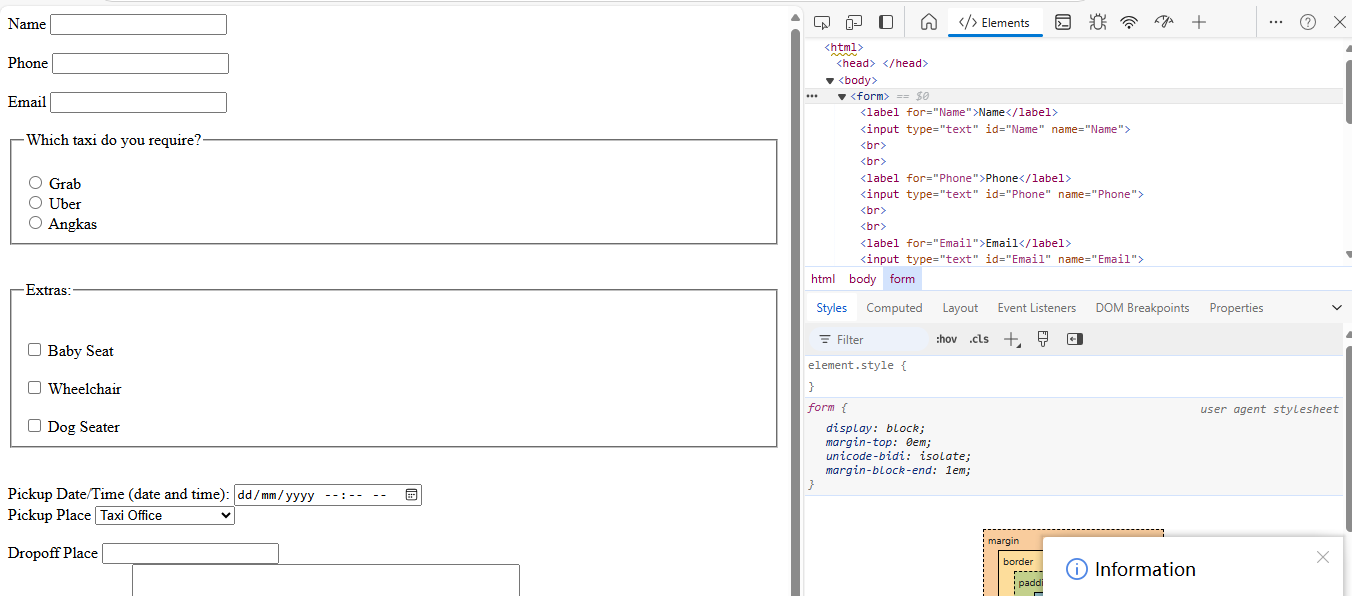 Name
Phone
Email
Which taxi do you require?
Grab
Uber
Angkas
Extras:
Baby Seat
Wheelchair
Dog Seater
Pickup Date/Time (date and time): dd/mm/yyyy --:-- --
Pickup Place Taxi Office
Dropoff Place
</> Elements
<html>
<head> </head>
<body>
<form> == $0
<label for="Name">Name</label>
<input type="text" id="Name" name="Name">
<br>
<br>
<label for="Phone">Phone</label>
<input type="text" id="Phone" name="Phone">
<br>
<br>
<label for="Email">Email</label>
<input type="text" id="Email" name="Email">
html body form
Styles Computed Layout Event Listeners DOM Breakpoints Properties
Filter :hov .cls
element.style {
}
form { user agent stylesheet
display: block;
margin-top: 0em;
unicode-bidi: isolate;
margin-block-end: 1em;
}
margin
border
paddi
Information